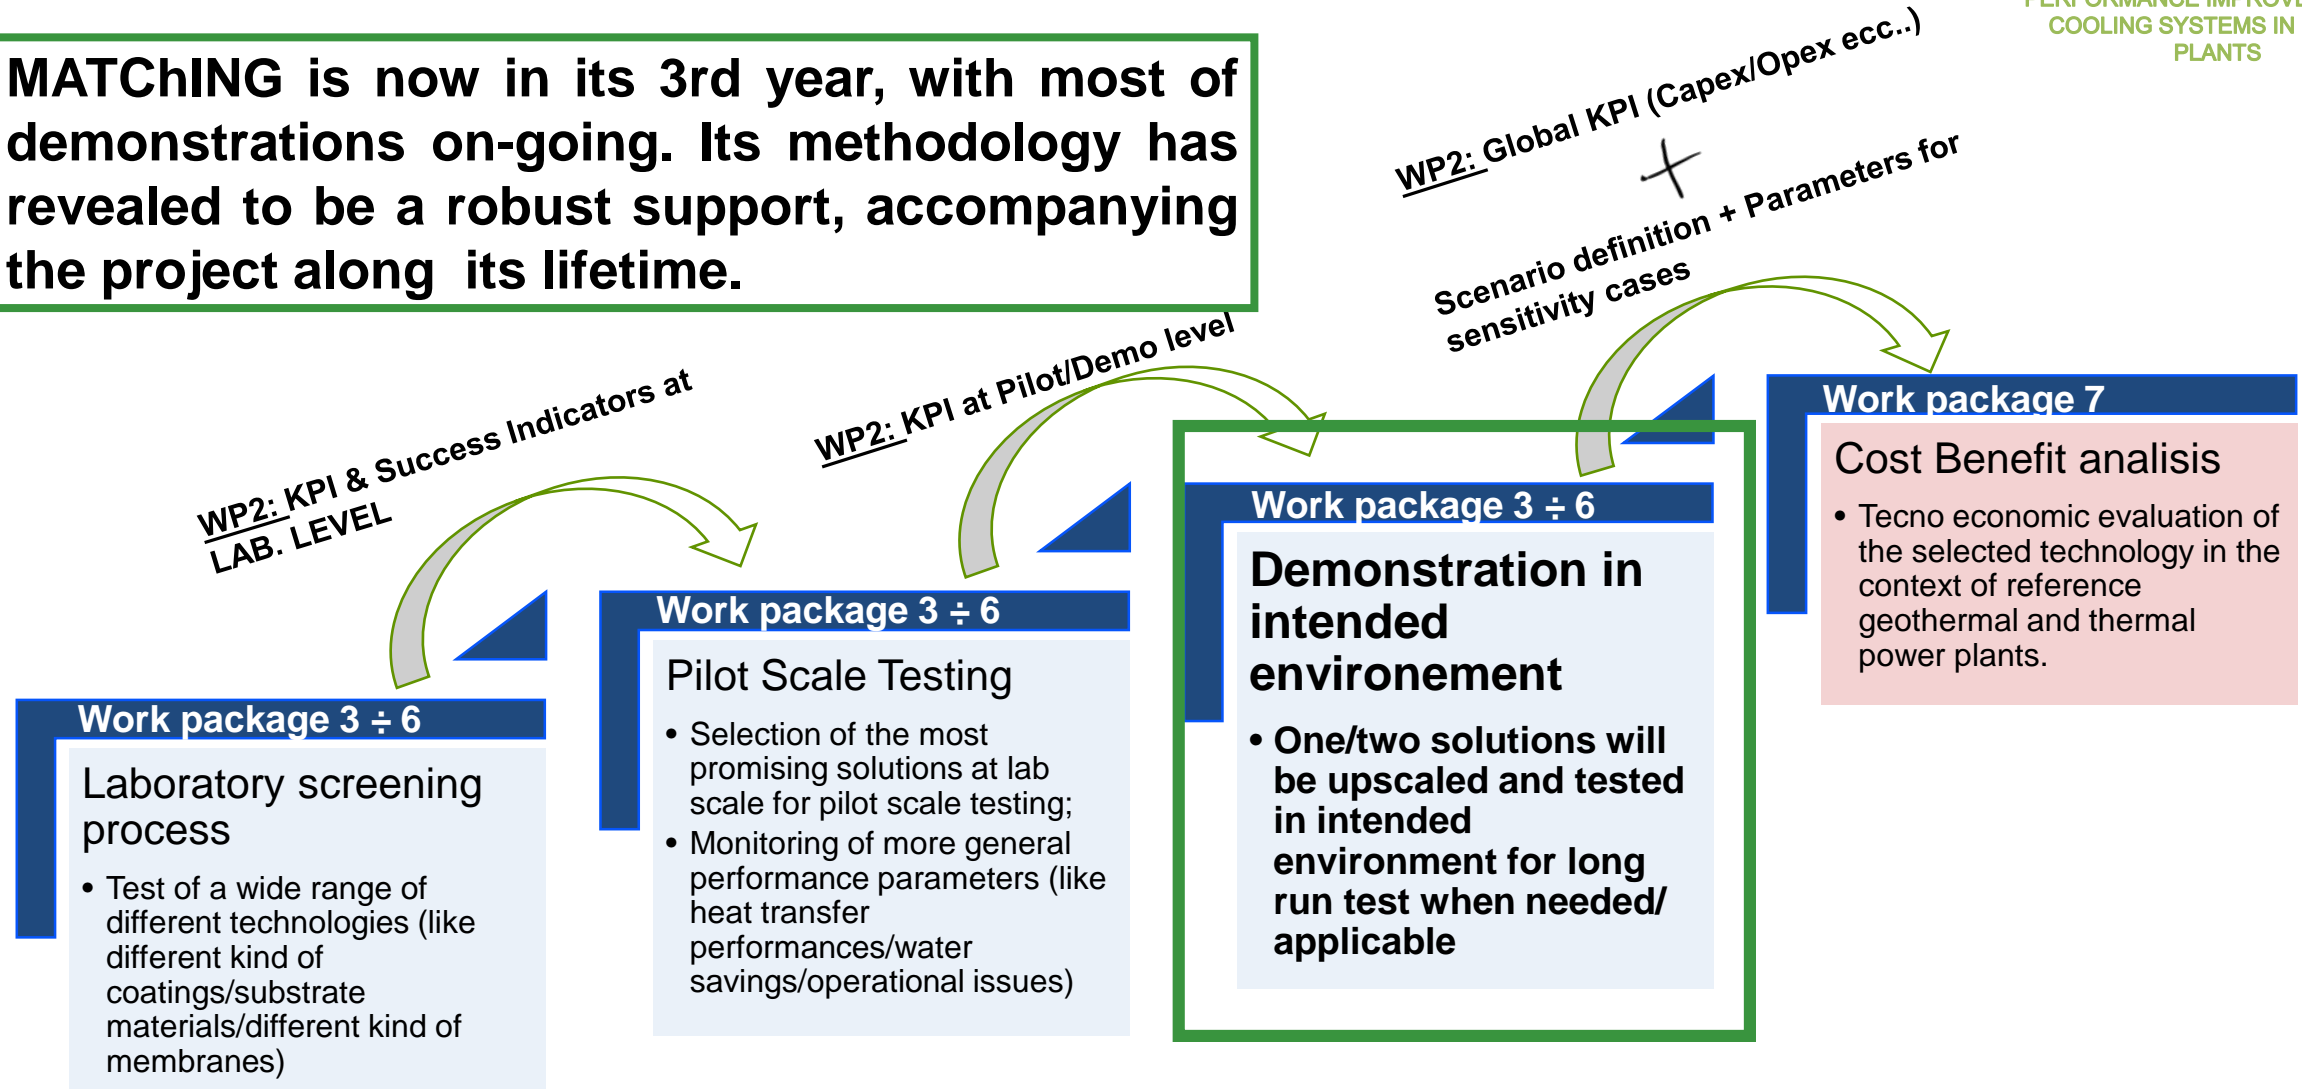 PERFORMANCE IMPROVE
COOLING SYSTEMS IN
PLANTS
MATChING is now in its 3rd year, with most of
demonstrations on-going. Its methodology has
revealed to be a robust support, accompanying
the project along its lifetime.
WP2: Global KPI (Capex/Opex ecc..)
+
Scenario definition + Parameters for
sensitivity cases
WP2: KPI at Pilot/Demo level
WP2: KPI & Success Indicators at
LAB. LEVEL
Work package 3 ÷ 6
Laboratory screening
process
• Test of a wide range of
different technologies (like
different kind of
coatings/substrate
materials/different kind of
membranes)
Work package 3 ÷ 6
Pilot Scale Testing
• Selection of the most
promising solutions at lab
scale for pilot scale testing;
• Monitoring of more general
performance parameters (like
heat transfer
performances/water
savings/operational issues)
Work package 3 ÷ 6
Demonstration in
intended
environement
• One/two solutions will
be upscaled and tested
in intended
environment for long
run test when needed/
applicable
Work package 7
Cost Benefit analisis
• Tecno economic evaluation of
the selected technology in the
context of reference
geothermal and thermal
power plants.